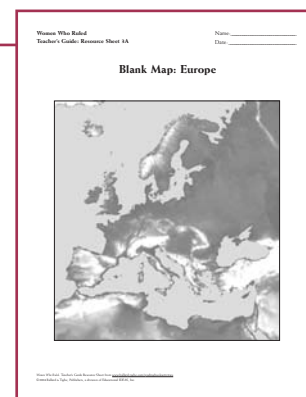 Women Who Ruled
Teacher's Guide: Resource Sheet 3A
Name
Date
Blank Map: Europe